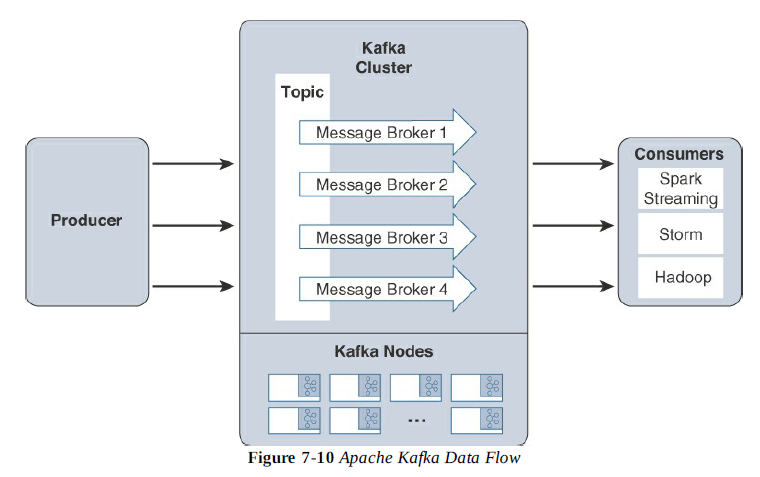 Kafka
Cluster
Topic
Message Broker 1
Message Broker 2
Message Broker 3
Message Broker 4
Producer
Consumers
Spark
Streaming
Storm
Hadoop
Kafka Nodes
...
Figure 7-10 Apache Kafka Data Flow